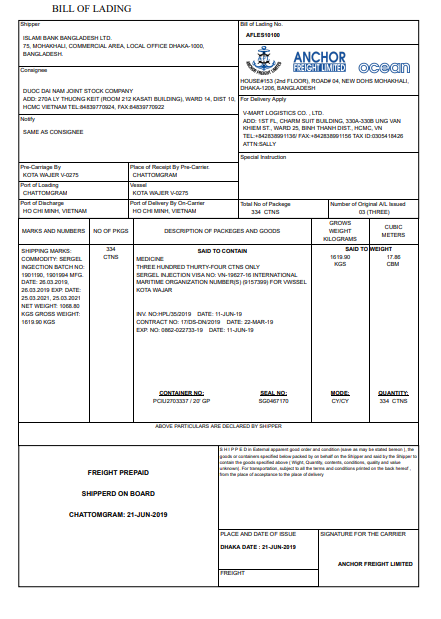 BILL OF LADING
Shipper
ISLAMI BANK BANGLADESH LTD.
75, MOHAKHALI, COMMERCIAL AREA, LOCAL OFFICE DHAKA-1000,
BANGLADESH.
Bill of Lading No.
AFLES10100
ANCHOR
FREIGHT LIMITED
ocean
HOUSE#153 (2nd FLOOR), ROAD# 04, NEW DOHS MOHAKHALI,
DHAKA-1206, BANGLADESH
Consignee
DUOC DAI NAM JOINT STOCK COMPANY
ADD: 270A LY THUONG KEIT (ROOM 212 KASATI BUILDING), WARD 14, DIST 10,
HCMC VIETNAM TEL:84839770924, FAX:84839770922
For Delivery Apply
V-MART LOGISTICS CO. , LTD.
ADD: 1ST FL, CHARM SUIT BUILDING, 330A-330B UNG VAN
KHIEM ST., WARD 25, BINH THANH DIST, HCMC, VN
TEL:+842838991136/ FAX:+842838991156 TAX ID:0305418426
ATTN:SALLY
Notify
SAME AS CONSIGNEE
Special Instruction
Pre-Carriage By
KOTA WAJER V-0275
Place of Receipt By Pre-Carrier.
CHATTOMGRAM
Port of Loading
CHATTOMGRAM
Vessel
KOTA WAJER V-0275
Port of Discharge
HO CHI MINH, VIETNAM
Port of Delivery By On-Carrier
HO CHI MINH, VIETNAM
Total No of Packege
334 CTNS
Number of Original A/L Issued
03 (THREE)
MARKS AND NUMBERS
NO OF PKGS
DESCRIPTION OF PACKEGES AND GOODS
GROWS
WEIGHT
KILOGRAMS
CUBIC
METERS
SHIPPING MARKS:
COMMODITY: SERGEL
INGECTION BATCH NO:
1901190, 1901994 MFG.
DATE: 26.03.2019,
26.03.2019 EXP. DATE:
25.03.2021, 25.03.2021
NET WEIGHT: 1068.80
KGS GROSS WEIGHT:
1619.90 KGS
334
CTNS
SAID TO CONTAIN
MEDICINE
THREE HUNDRED THURTY-FOUR CTNS ONLY
SERGEL INJECTION VISA NO: VN-19627-16 INTERNATIONAL
MARITIME ORGANIZATION NUMBER(S) (9157399) FOR VWSSEL
KOTA WAJAR
INV. NO:HPL/35/2019 DATE: 11-JUN-19
CONTRACT NO: 17/DS-DN/2019 DATE: 22-MAR-19
EXP. NO: 0862-022733-19 DATE: 11-JUN-19
SAID TO WEIGHT
1619.90
KGS
17.86
CBM
CONTAINER NO:
PCIU2703337 / 20' GP
SEAL NO:
SG0467170
MODE:
CY/CY
QUANTITY:
334 CTNS
ABOVE PARTICULARS ARE DECLARED BY SHIPPER
FREIGHT PREPAID
SHIPPERD ON BOARD
CHATTOMGRAM: 21-JUN-2019
S H I P P E D In External apparent good order and condition (save as may be stated hereon ), the
goods or containers specified below packed by on behalf on the Shipper and said by the Shipper to
contain the goods specified above ( Wight, Quantity, contents, conditions, quality and value
unknown). For transportation, subject to all the terms and conditions printed on the back hereof ,
from the place of acceptance to the place of delivery
PLACE AND DATE OF ISSUE
DHAKA DATE : 21-JUN-2019
SIGNATURE FOR THE CARRIER
ANCHOR FREIGHT LIMITED
FREIGHT